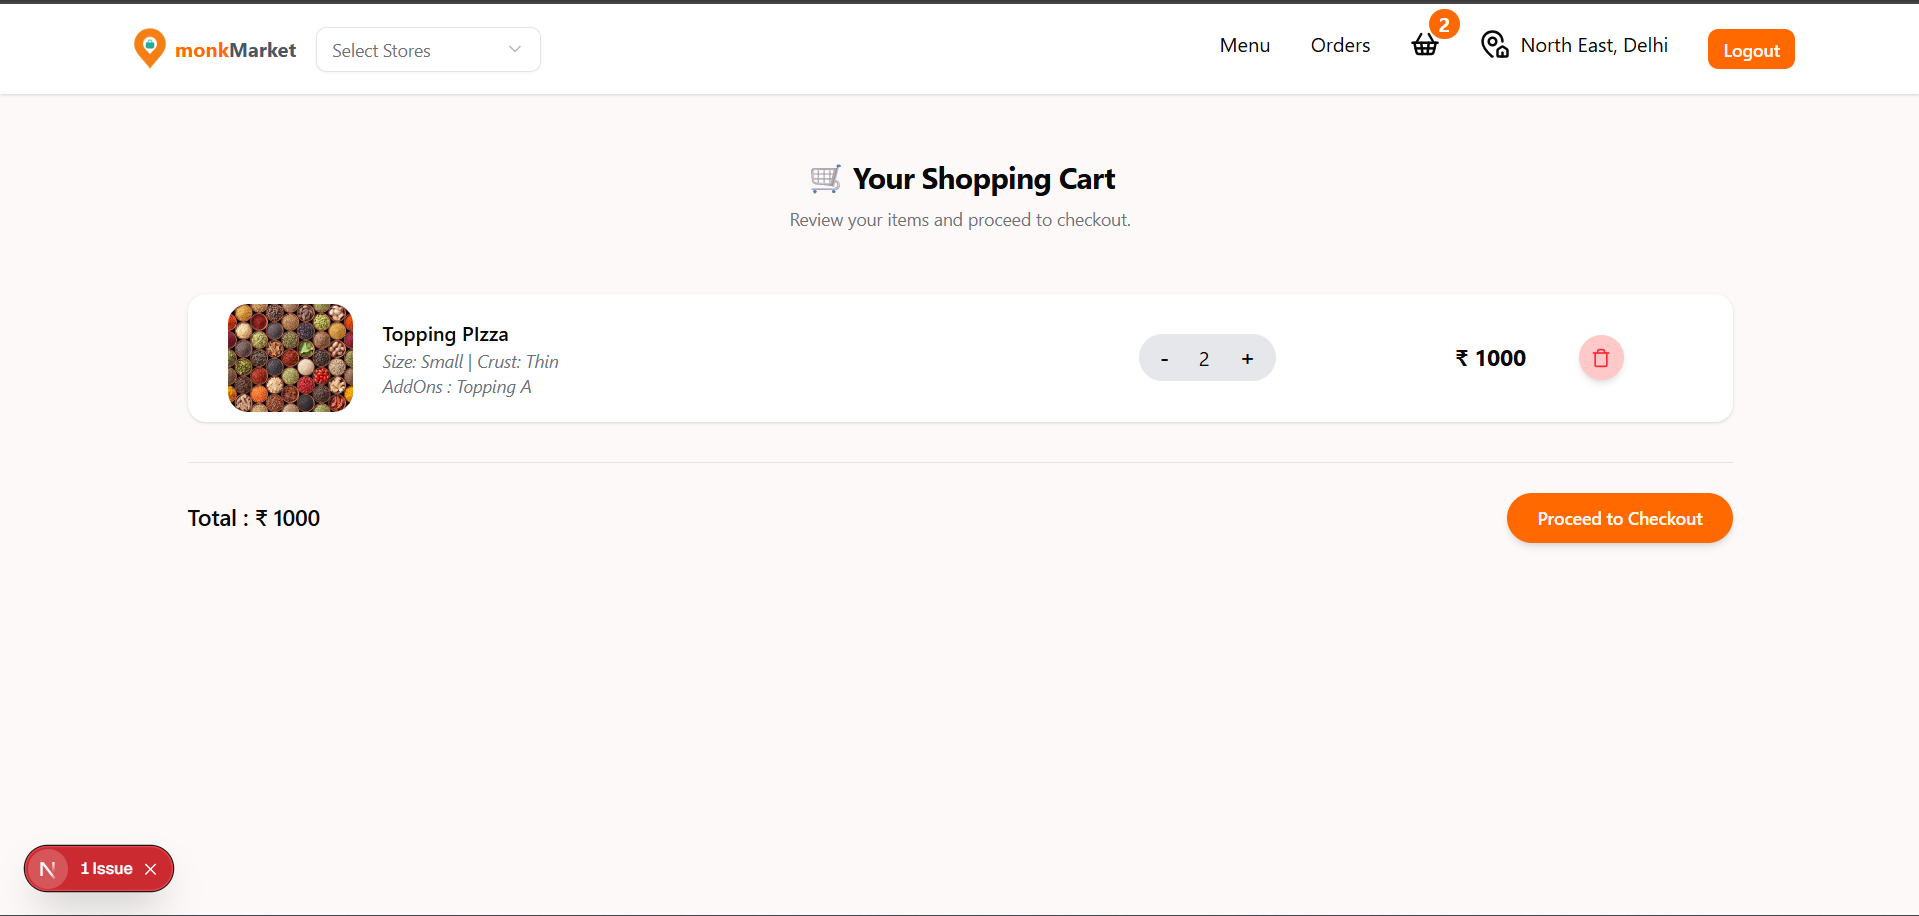 monkMarket
Select Stores
Menu
Orders
2
North East, Delhi
Logout
🛒 Your Shopping Cart
Review your items and proceed to checkout.
Topping PIzza
Size: Small | Crust: Thin
AddOns : Topping A
- 2 +
₹ 1000
Total : ₹ 1000
Proceed to Checkout
N 1 Issue